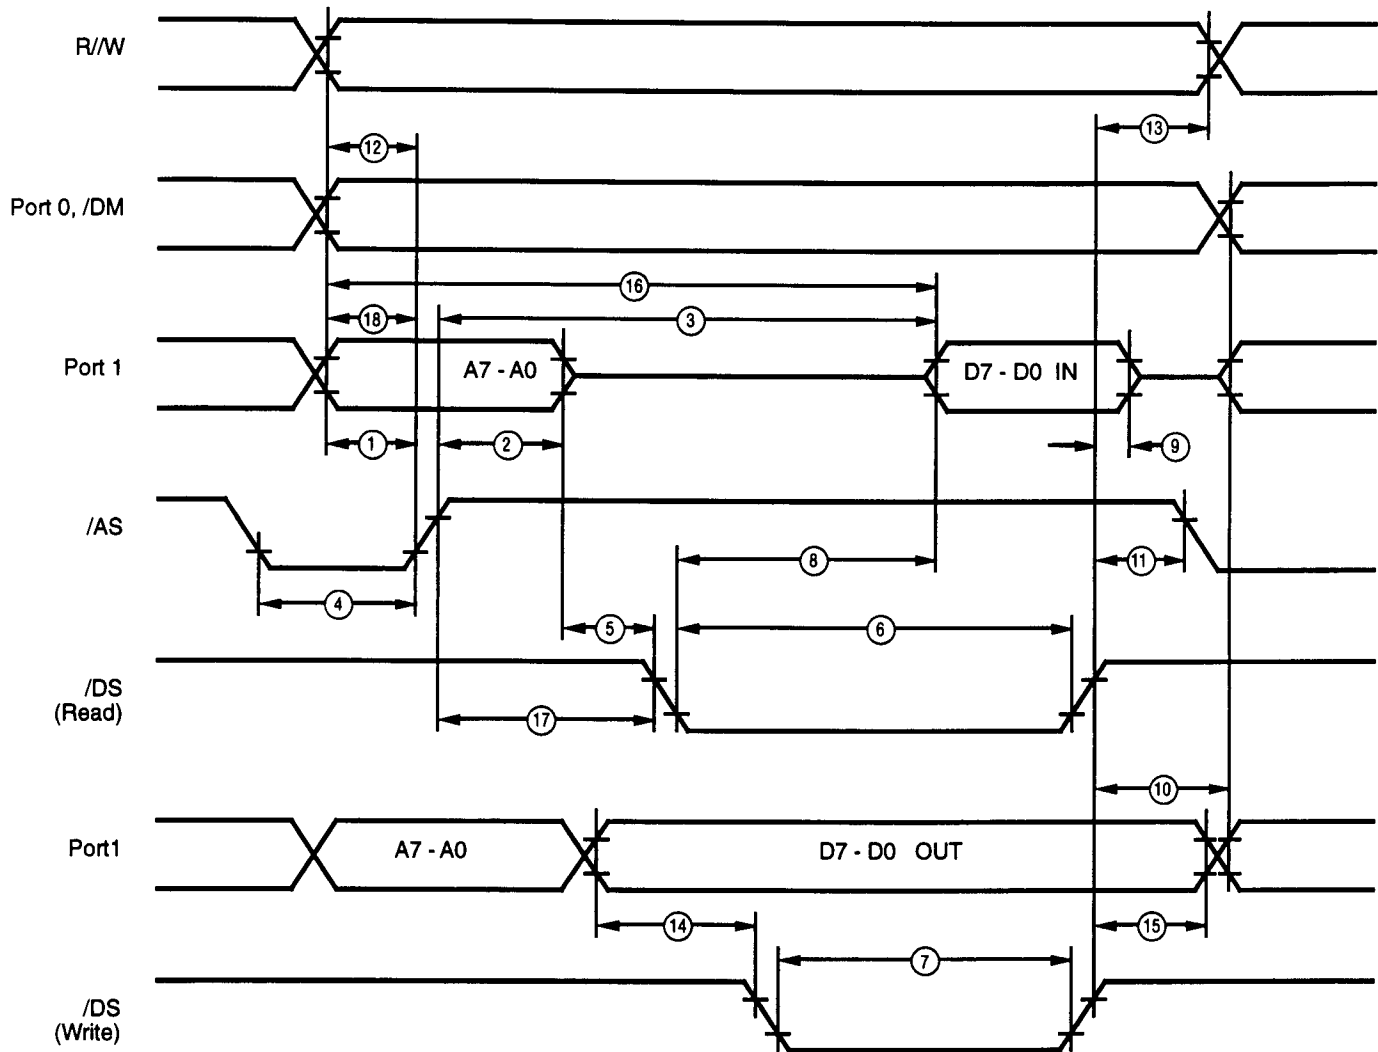 R//W
12
13
Port 0, /DM
16
18
3
Port 1
A7 - A0
D7 - D0 IN
1
2
9
/AS
8
11
4
5
6
/DS
(Read)
17
10
Port1
A7 - A0
D7 - D0 OUT
14
15
7
/DS
(Write)